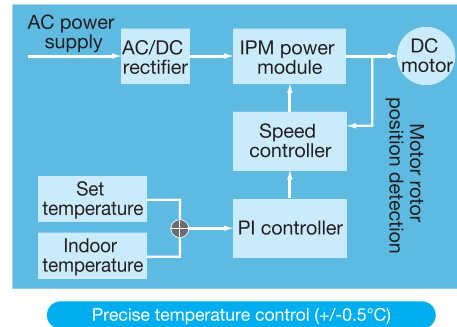 AC power
supply
AC/DC
rectifier
IPM power
module
DC
motor
Speed
controller
Motor rotor
position detection
Set
temperature
Indoor
temperature
PI controller
Precise temperature control (+/-0.5°C)